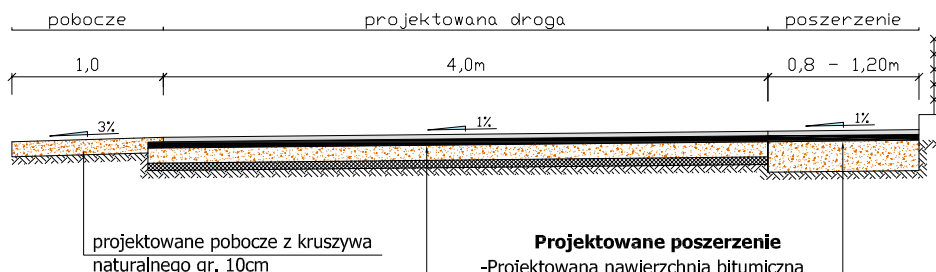 pobocze projektowana droga poszerzenie
1,0 4,0m 0,8 - 1,20m
3% 1% 1%
projektowane pobocze z kruszywa
naturalnego gr. 10cm
Projektowane poszerzenie
-Projektowana nawierzchnia bitumiczna